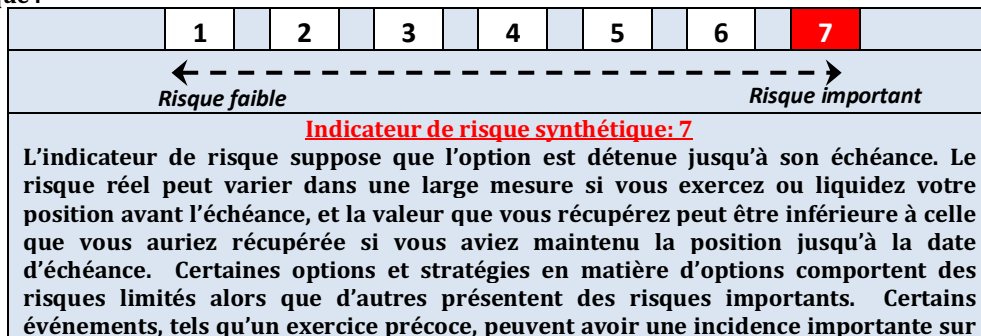 que :
1 2 3 4 5 6 7
Risque faible Risque important
Indicateur de risque synthétique: 7
L’indicateur de risque suppose que l’option est détenue jusqu’à son échéance. Le
risque réel peut varier dans une large mesure si vous exercez ou liquidez votre
position avant l’échéance, et la valeur que vous récupérez peut être inférieure à celle
que vous auriez récupérée si vous aviez maintenu la position jusqu’à la date
d’échéance. Certaines options et stratégies en matière d’options comportent des
risques limités alors que d’autres présentent des risques importants. Certains
événements, tels qu’un exercice précoce, peuvent avoir une incidence importante sur